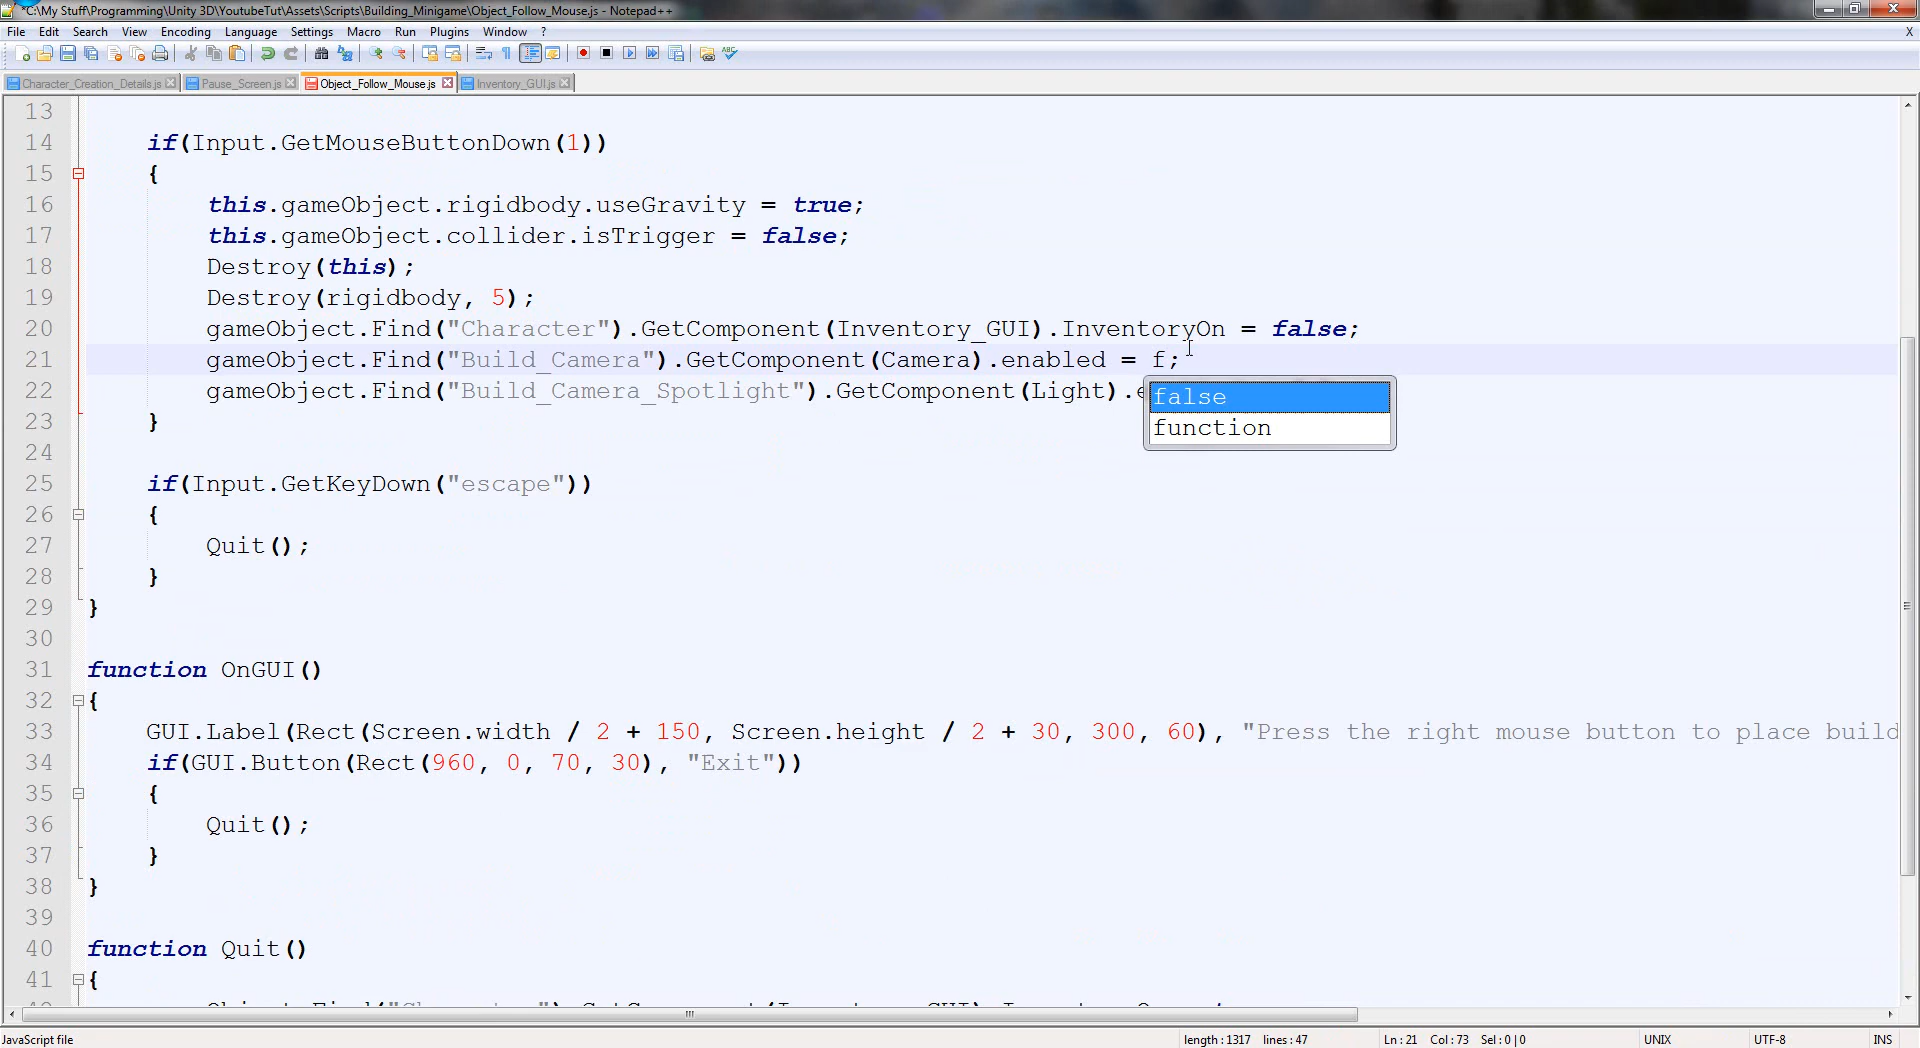 *C:\My Stuff\Programming\Unity 3D\YoutubeTut\Assets\Scripts\Building_Minigame\Object_Follow_Mouse.js - Notepad++
File Edit Search View Encoding Language Settings Macro Run Plugins Window ? X
Character_Creation_Details.js Pause_Screen.js Object_Follow_Mouse.js Inventory_GUI.js
13
14 if(Input.GetMouseButtonDown(1))
15 {
16 this.gameObject.rigidbody.useGravity = true;
17 this.gameObject.collider.isTrigger = false;
18 Destroy(this);
19 Destroy(rigidbody, 5);
20 gameObject.Find("Character").GetComponent(Inventory_GUI).InventoryOn = false;
21 gameObject.Find("Build_Camera").GetComponent(Camera).enabled = f;
22 gameObject.Find("Build_Camera_Spotlight").GetComponent(Light).e
false
function
23 }
24
25 if(Input.GetKeyDown("escape"))
26 {
27 Quit();
28 }
29 }
30
31 function OnGUI()
32 {
33 GUI.Label(Rect(Screen.width / 2 + 150, Screen.height / 2 + 30, 300, 60), "Press the right mouse button to place build
34 if(GUI.Button(Rect(960, 0, 70, 30), "Exit"))
35 {
36 Quit();
37 }
38 }
39
40 function Quit()
41 {
JavaScript file length : 1317 lines : 47 Ln : 21 Col : 73 Sel : 0 | 0 UNIX UTF-8 INS